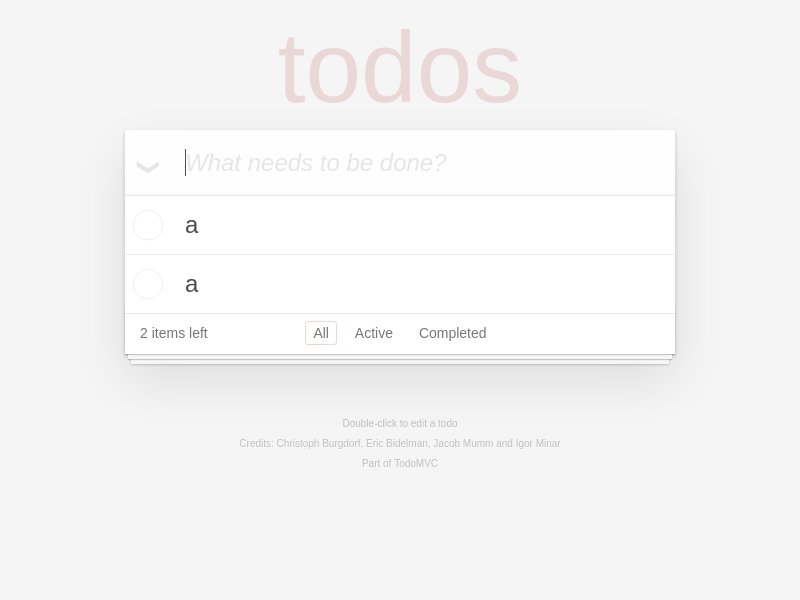 todos
What needs to be done?
a
a
2 items left All Active Completed
Double-click to edit a todo
Credits: Christoph Burgdorf, Eric Bidelman, Jacob Mumm and Igor Minar
Part of TodoMVC